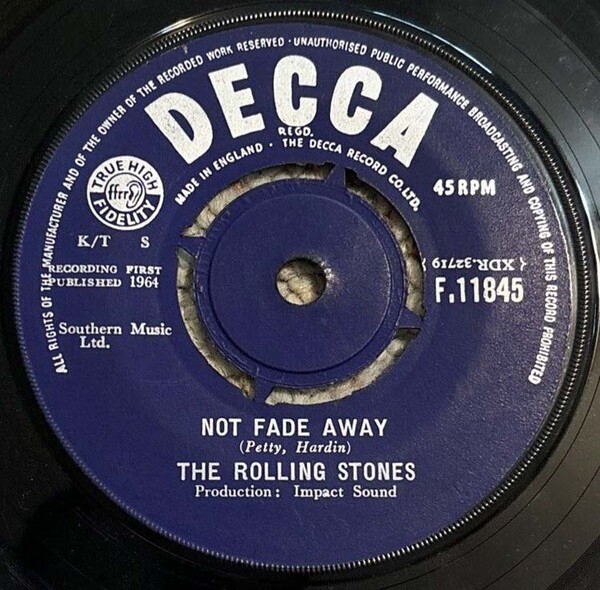 ALL RIGHTS OF THE MANUFACTURER AND OF THE OWNER OF THE RECORDED WORK RESERVED · UNAUTHORISED PUBLIC PERFORMANCE BROADCASTING AND COPYING OF THIS RECORD PROHIBITED
DECCA
REGD.
MADE IN ENGLAND · THE DECCA RECORD CO. LTD.
TRUE HIGH
ffrr
FIDELITY
45 RPM
K/T S
RECORDING FIRST
PUBLISHED 1964
(XDR.32719)
F.11845
Southern Music
Ltd.
NOT FADE AWAY
(Petty, Hardin)
THE ROLLING STONES
Production: Impact Sound